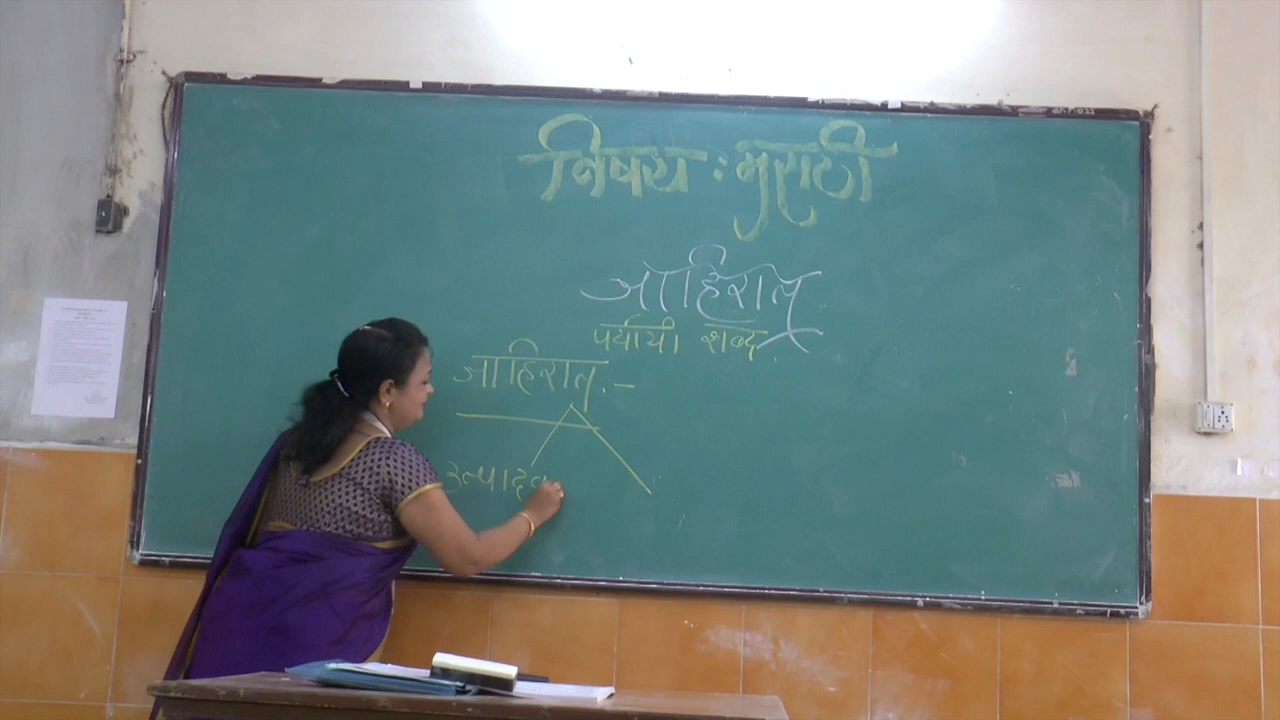 विषय : मराठी
जाहिरात
पर्यायी शब्द
जाहिरात :-
उत्पादक